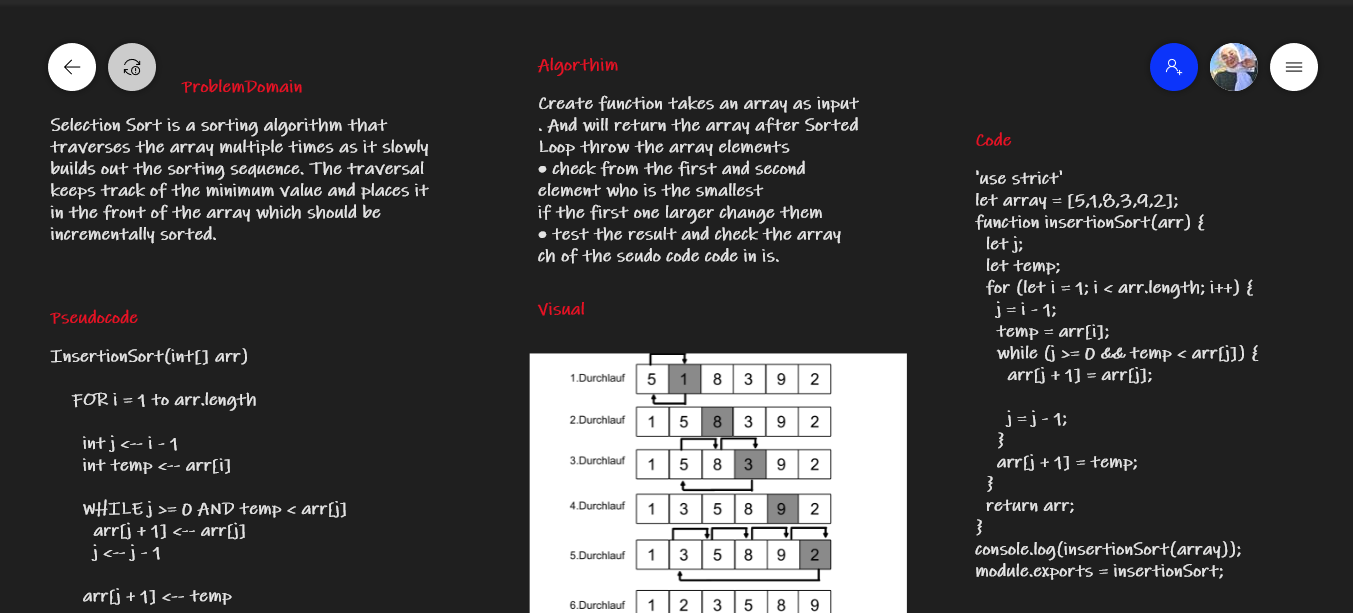 ProblemDomain
Selection Sort is a sorting algorithm that
traverses the array multiple times as it slowly
builds out the sorting sequence. The traversal
keeps track of the minimum value and places it
in the front of the array which should be
incrementally sorted.
Pseudocode
InsertionSort(int[] arr)
FOR i = 1 to arr.length
int j <-- i - 1
int temp <-- arr[i]
WHILE j >= 0 AND temp < arr[j]
arr[j + 1] <-- arr[j]
j <-- j - 1
arr[j + 1] <-- temp
Algorthim
Create function takes an array as input
. And will return the array after Sorted
Loop throw the array elements
• check from the first and second
element who is the smallest
if the first one larger change them
• test the result and check the array
ch of the seudo code code in is.
Visual
1.Durchlauf 5 1 8 3 9 2
2.Durchlauf 1 5 8 3 9 2
3.Durchlauf 1 5 8 3 9 2
4.Durchlauf 1 3 5 8 9 2
5.Durchlauf 1 3 5 8 9 2
6.Durchlauf 1 2 3 5 8 9
Code
'use strict'
let array = [5,1,8,3,9,2];
function insertionSort(arr) {
let j;
let temp;
for (let i = 1; i < arr.length; i++) {
j = i - 1;
temp = arr[i];
while (j >= 0 && temp < arr[j]) {
arr[j + 1] = arr[j];
j = j - 1;
}
arr[j + 1] = temp;
}
return arr;
}
console.log(insertionSort(array));
module.exports = insertionSort;